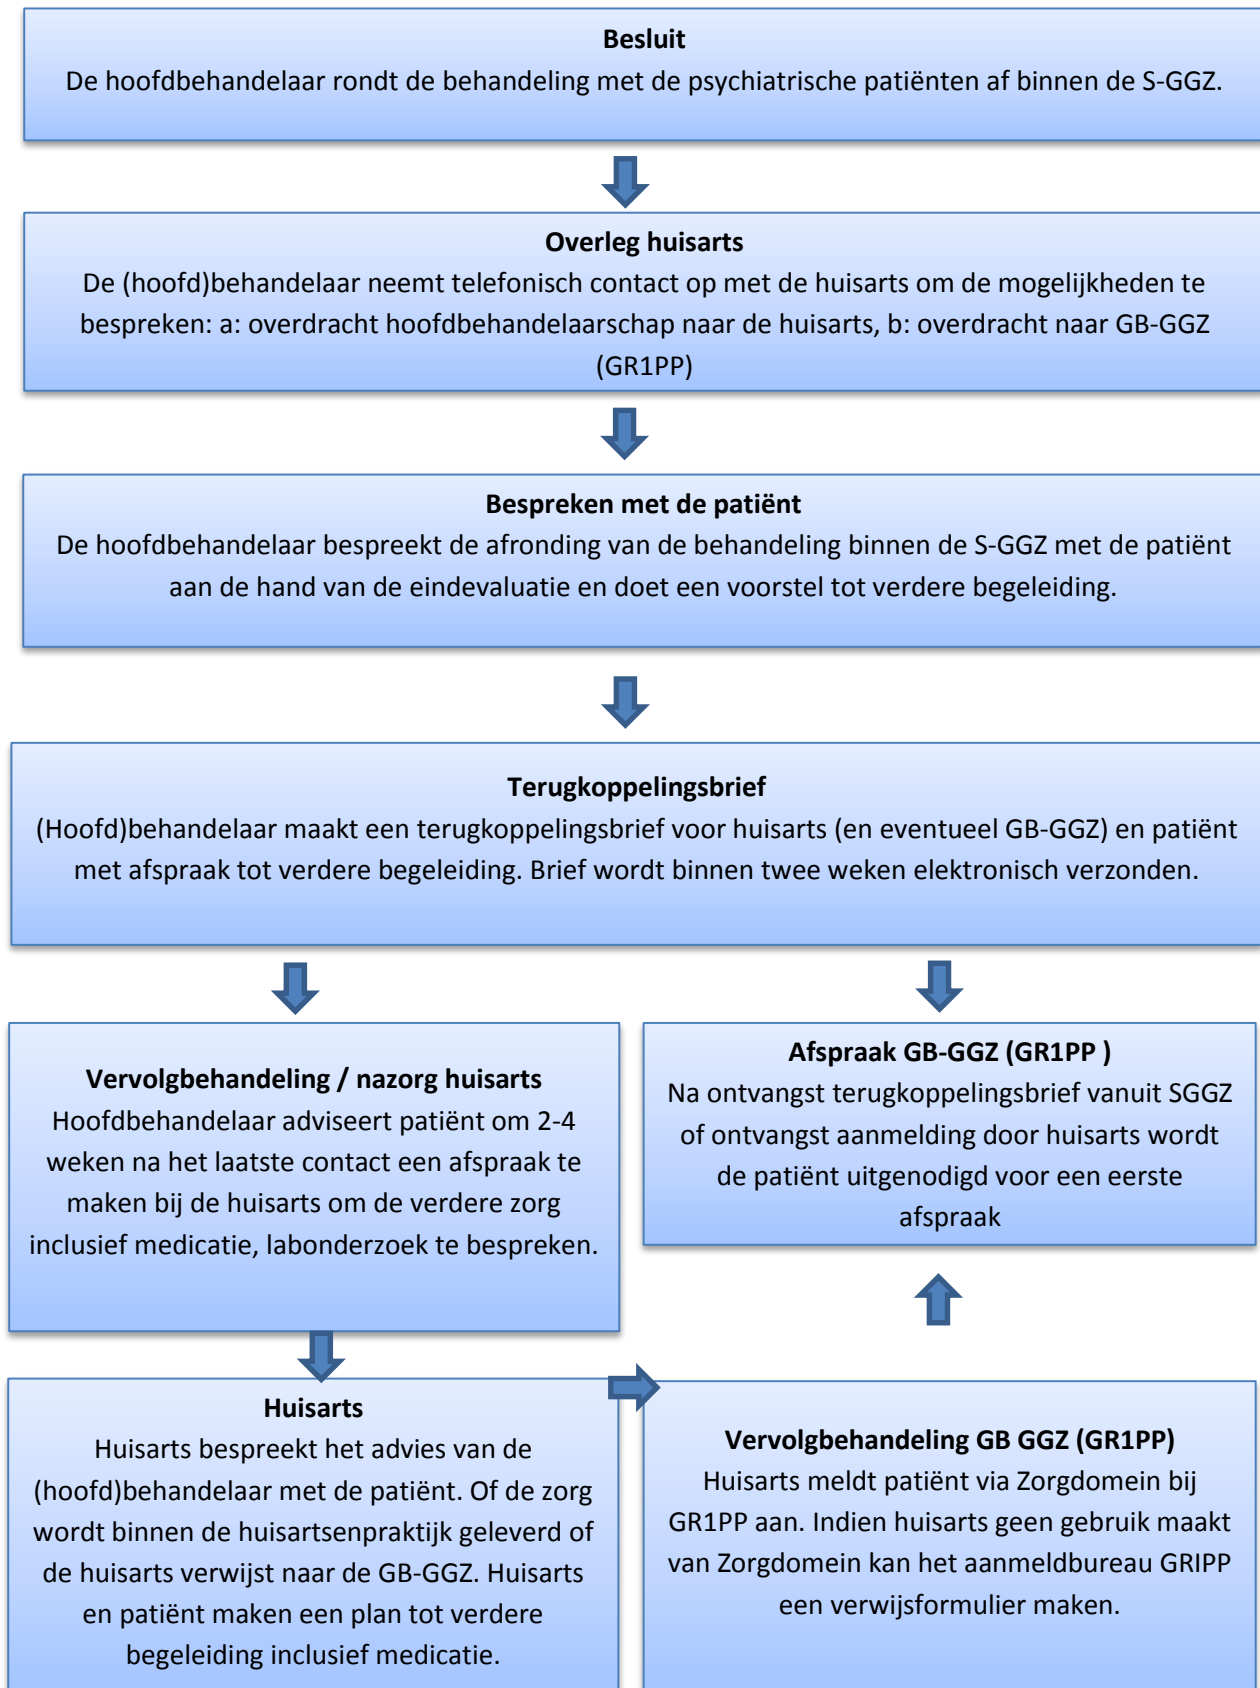 Besluit
De hoofdbehandelaar rondt de behandeling met de psychiatrische patiënten af binnen de S-GGZ.
Overleg huisarts
De (hoofd)behandelaar neemt telefonisch contact op met de huisarts om de mogelijkheden te
bespreken: a: overdracht hoofdbehandelaarschap naar de huisarts, b: overdracht naar GB-GGZ
(GR1PP)
Bespreken met de patiënt
De hoofdbehandelaar bespreekt de afronding van de behandeling binnen de S-GGZ met de patiënt
aan de hand van de eindevaluatie en doet een voorstel tot verdere begeleiding.
Terugkoppelingsbrief
(Hoofd)behandelaar maakt een terugkoppelingsbrief voor huisarts (en eventueel GB-GGZ) en patiënt
met afspraak tot verdere begeleiding. Brief wordt binnen twee weken elektronisch verzonden.
Vervolgbehandeling / nazorg huisarts
Hoofdbehandelaar adviseert patiënt om 2-4
weken na het laatste contact een afspraak te
maken bij de huisarts om de verdere zorg
inclusief medicatie, labonderzoek te bespreken.
Afspraak GB-GGZ (GR1PP )
Na ontvangst terugkoppelingsbrief vanuit SGGZ
of ontvangst aanmelding door huisarts wordt
de patiënt uitgenodigd voor een eerste
afspraak
Huisarts
Huisarts bespreekt het advies van de
(hoofd)behandelaar met de patiënt. Of de zorg
wordt binnen de huisartsenpraktijk geleverd of
de huisarts verwijst naar de GB-GGZ. Huisarts
en patiënt maken een plan tot verdere
begeleiding inclusief medicatie.
Vervolgbehandeling GB GGZ (GR1PP)
Huisarts meldt patiënt via Zorgdomein bij
GR1PP aan. Indien huisarts geen gebruik maakt
van Zorgdomein kan het aanmeldbureau GRIPP
een verwijsformulier maken.